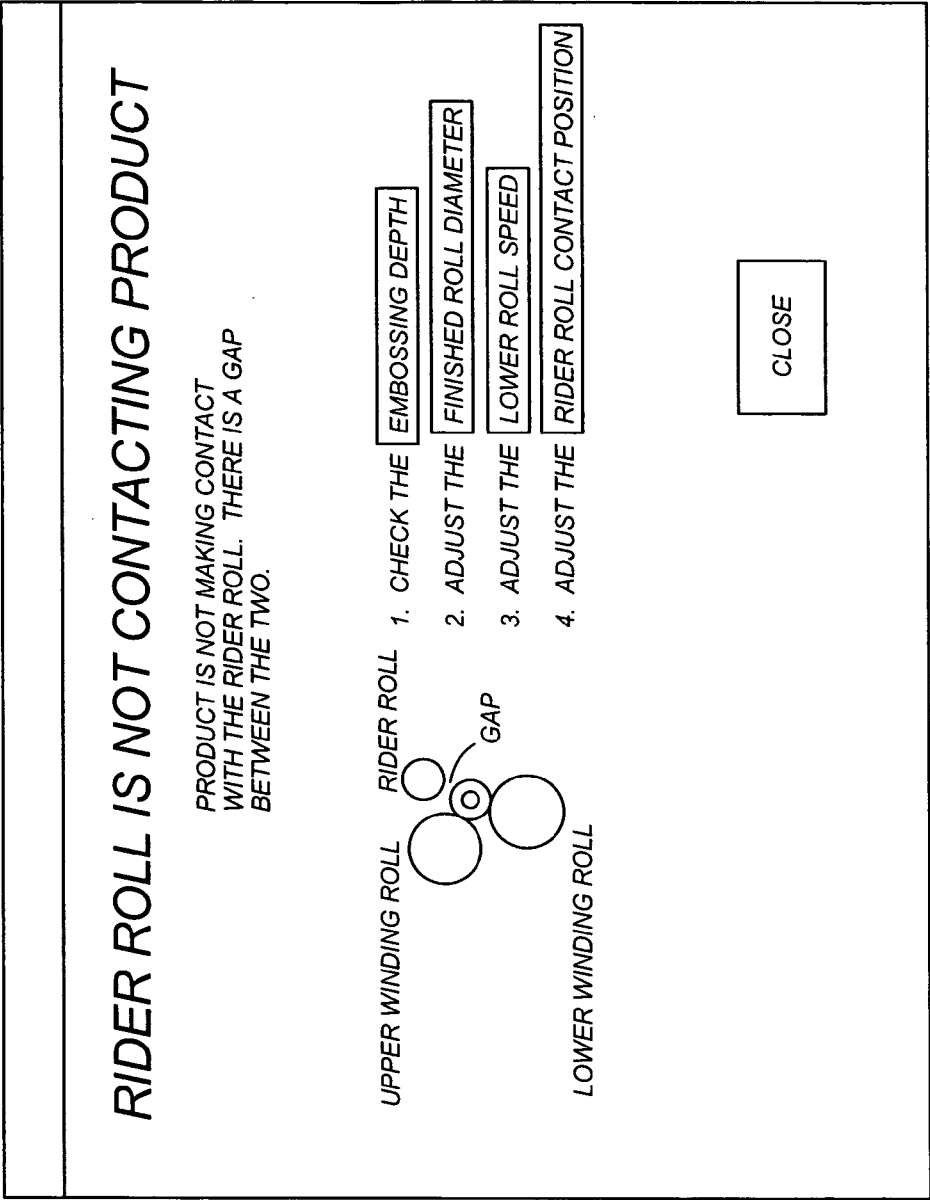 RIDER ROLL IS NOT CONTACTING PRODUCT
PRODUCT IS NOT MAKING CONTACT
WITH THE RIDER ROLL. THERE IS A GAP
BETWEEN THE TWO.
UPPER WINDING ROLL
RIDER ROLL
GAP
LOWER WINDING ROLL
1. CHECK THE EMBOSSING DEPTH
2. ADJUST THE FINISHED ROLL DIAMETER
3. ADJUST THE LOWER ROLL SPEED
4. ADJUST THE RIDER ROLL CONTACT POSITION
CLOSE